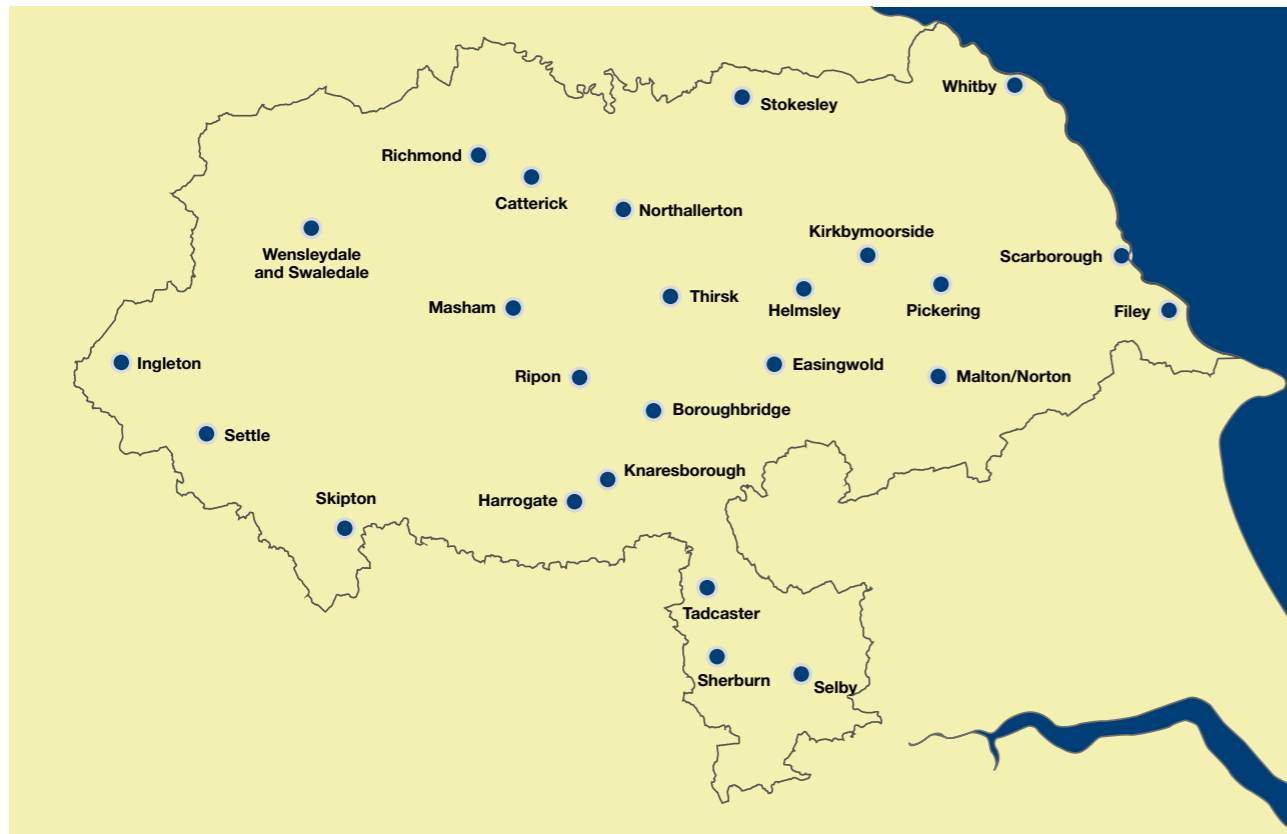 Whitby
Stokesley
Richmond
Catterick
Northallerton
Kirkbymoorside
Wensleydale
and Swaledale
Scarborough
Masham
Thirsk
Helmsley
Pickering
Filey
Ingleton
Ripon
Easingwold
Malton/Norton
Boroughbridge
Settle
Knaresborough
Skipton
Harrogate
Tadcaster
Sherburn
Selby